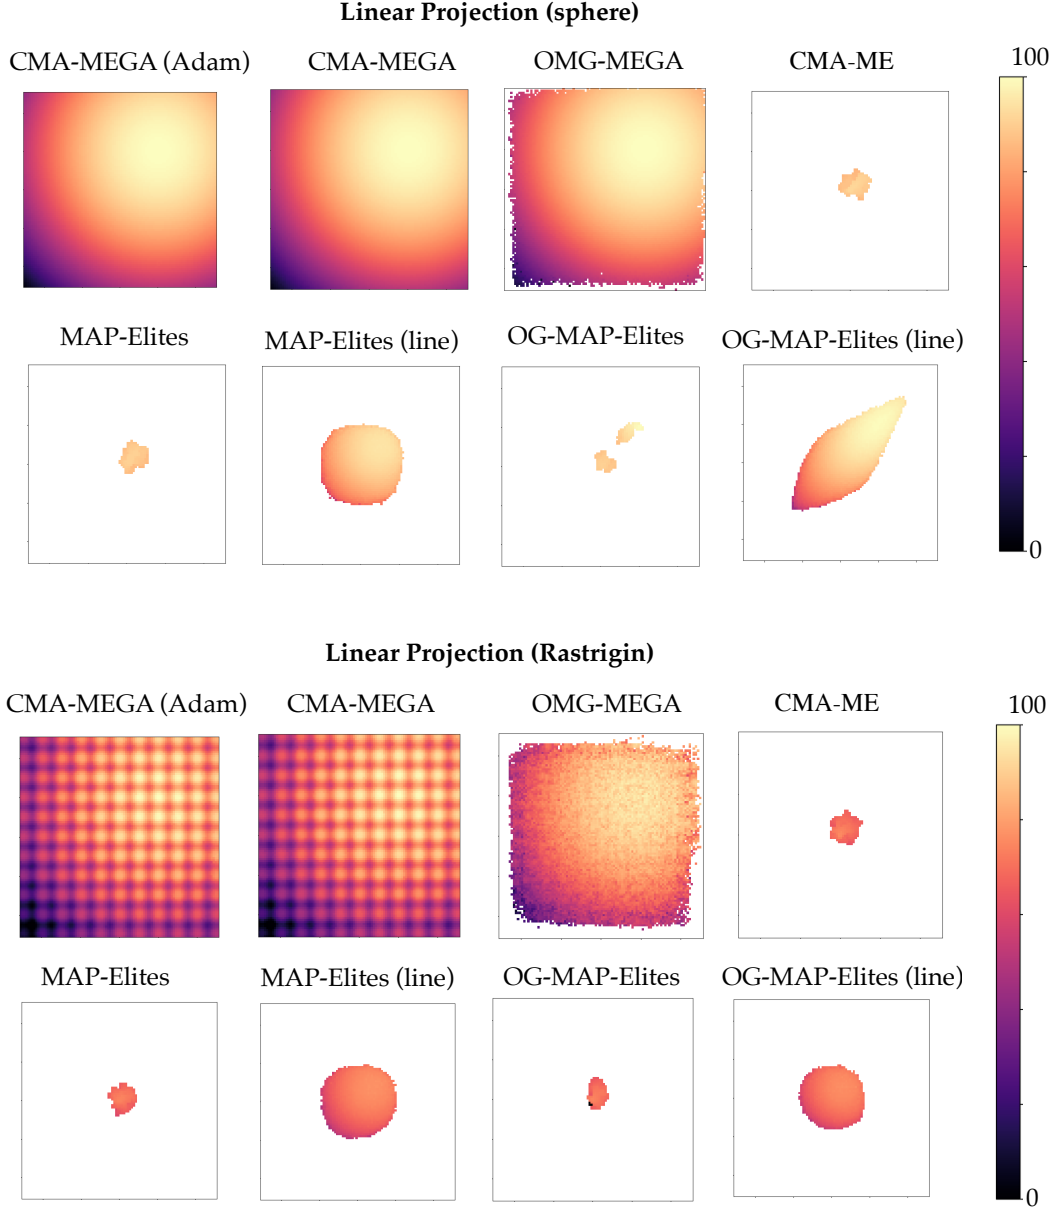 Linear Projection (sphere)
CMA-MEGA (Adam)
CMA-MEGA
OMG-MEGA
CMA-ME
100
MAP-Elites
MAP-Elites (line)
OG-MAP-Elites
OG-MAP-Elites (line)
0
Linear Projection (Rastrigin)
CMA-MEGA (Adam)
CMA-MEGA
OMG-MEGA
CMA-ME
100
MAP-Elites
MAP-Elites (line)
OG-MAP-Elites
OG-MAP-Elites (line)
0